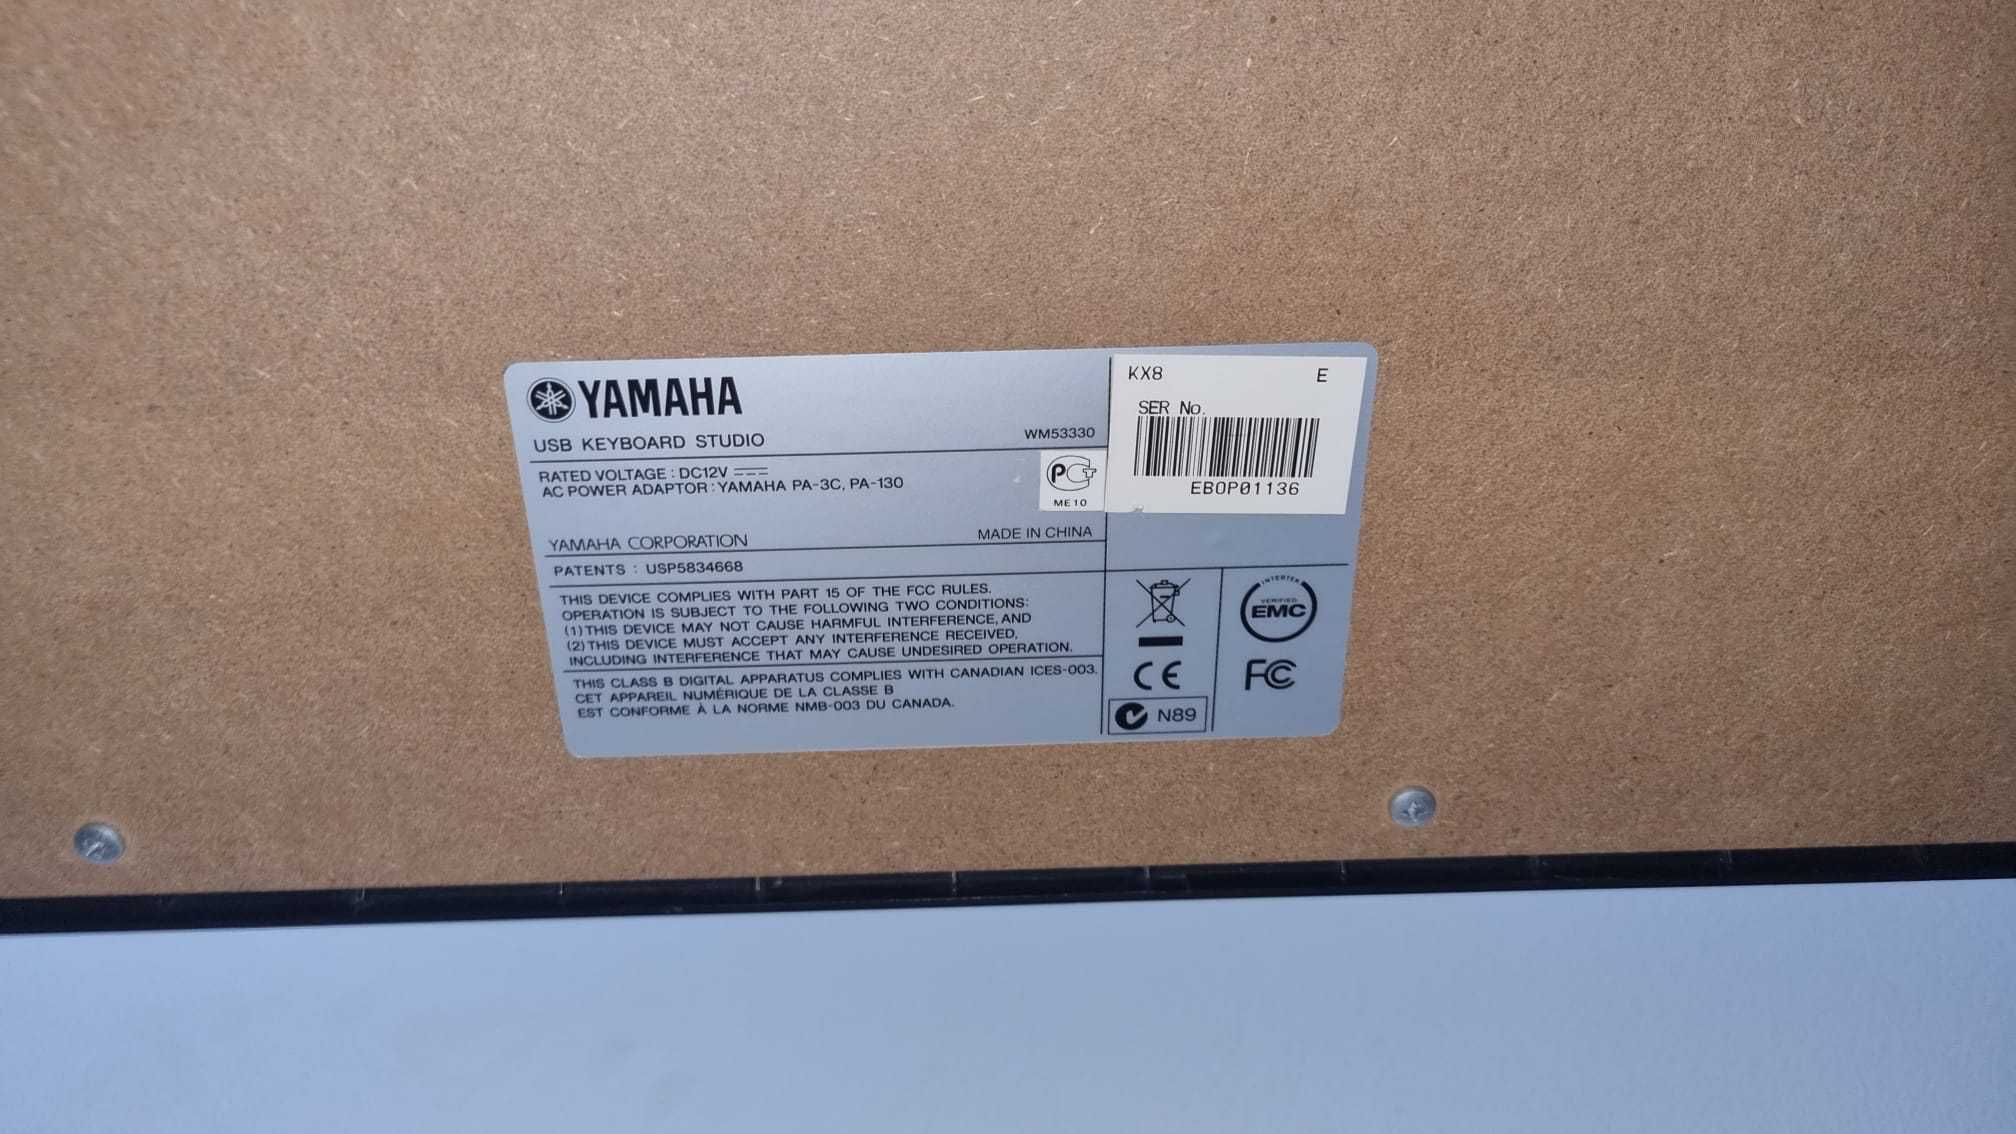 YAMAHA
USB KEYBOARD STUDIO
WM53330
RATED VOLTAGE : DC12V
AC POWER ADAPTOR : YAMAHA PA-3C, PA-130
PCT
ME10
YAMAHA CORPORATION
MADE IN CHINA
PATENTS : USP5834668
THIS DEVICE COMPLIES WITH PART 15 OF THE FCC RULES.
OPERATION IS SUBJECT TO THE FOLLOWING TWO CONDITIONS:
(1) THIS DEVICE MAY NOT CAUSE HARMFUL INTERFERENCE, AND
(2) THIS DEVICE MUST ACCEPT ANY INTERFERENCE RECEIVED,
INCLUDING INTERFERENCE THAT MAY CAUSE UNDESIRED OPERATION.
THIS CLASS B DIGITAL APPARATUS COMPLIES WITH CANADIAN ICES-003.
CET APPAREIL NUMÉRIQUE DE LA CLASSE B
EST CONFORME À LA NORME NMB-003 DU CANADA.
KX8 E
SER No.
EBOP01136
INTERTEK
VERIFIED
EMC
CE
FC
N89